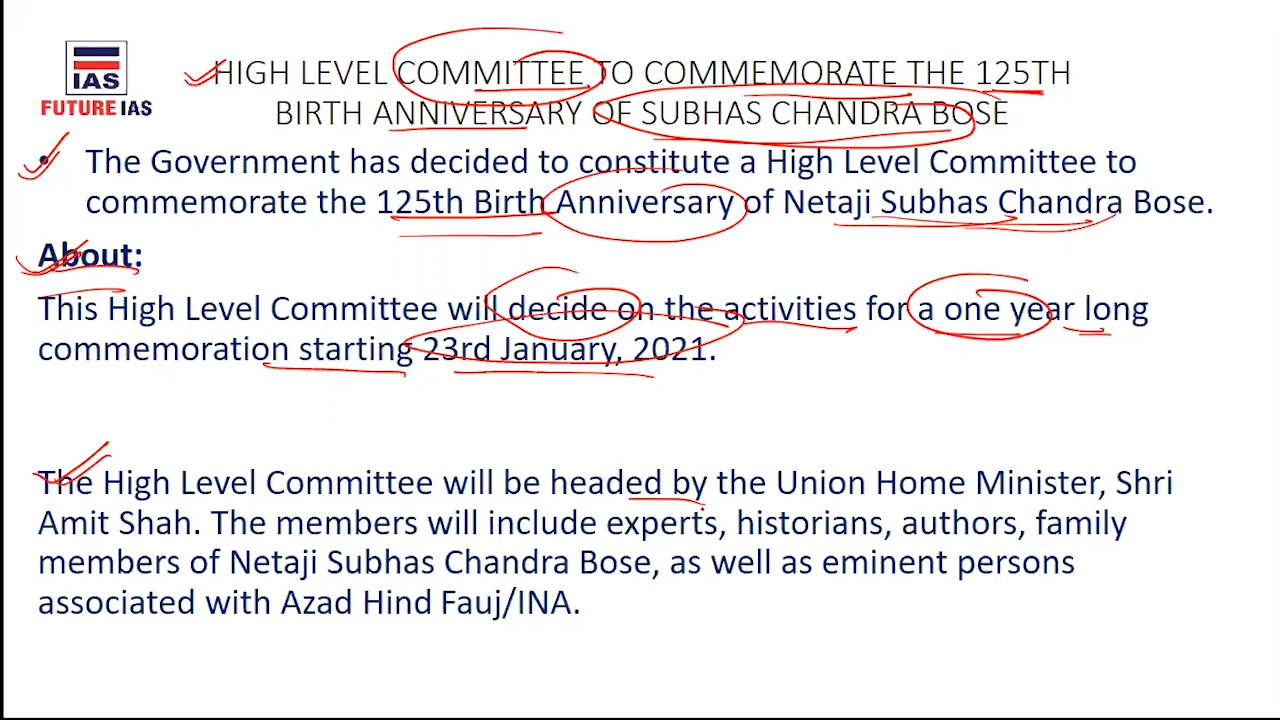 IAS
FUTURE IAS
HIGH LEVEL COMMITTEE TO COMMEMORATE THE 125TH
BIRTH ANNIVERSARY OF SUBHAS CHANDRA BOSE
• The Government has decided to constitute a High Level Committee to
commemorate the 125th Birth Anniversary of Netaji Subhas Chandra Bose.
About:
This High Level Committee will decide on the activities for a one year long
commemoration starting 23rd January, 2021.
The High Level Committee will be headed by the Union Home Minister, Shri
Amit Shah. The members will include experts, historians, authors, family
members of Netaji Subhas Chandra Bose, as well as eminent persons
associated with Azad Hind Fauj/INA.